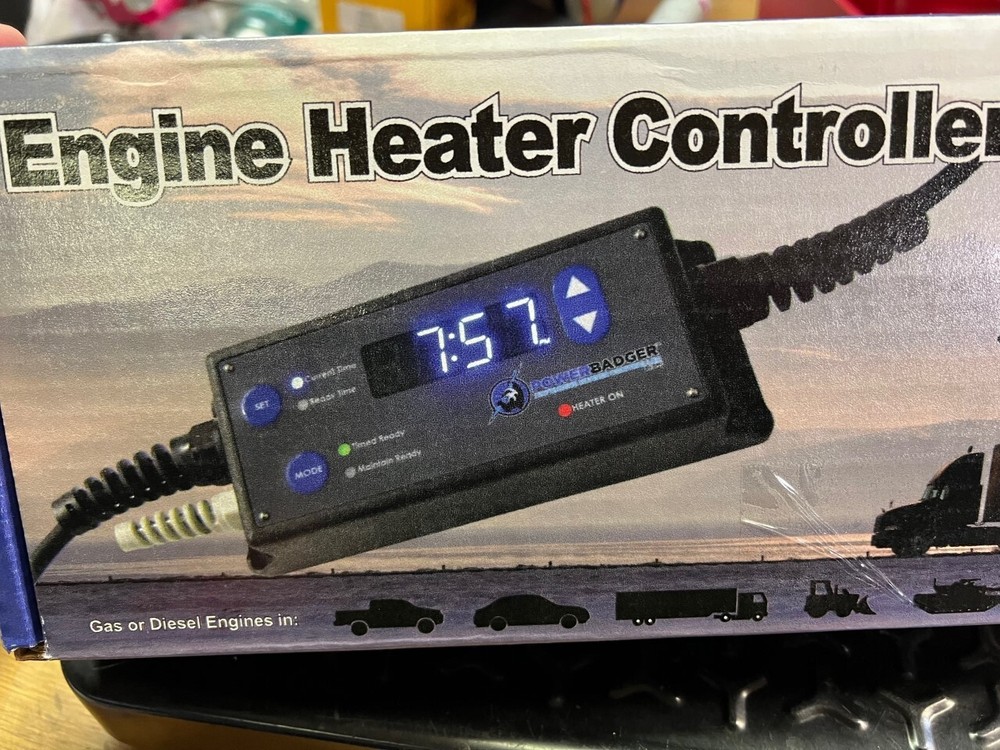 Engine Heater Controller
7:57
Current Time
SET
Ready Time
POWERBADGER
HEATER ON
Timed Ready
MODE
Maintain Ready
Gas or Diesel Engines in: